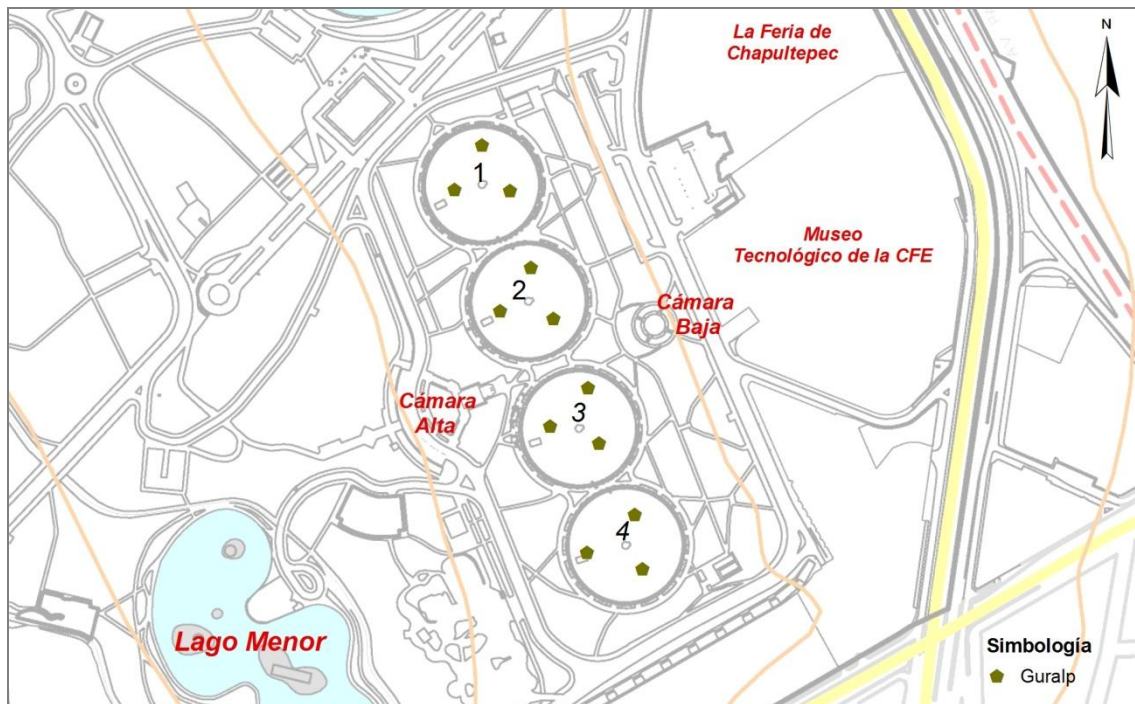 La Feria de
Chapultepec
N
1
Museo
Tecnológico de la CFE
2
Cámara
Baja
Cámara
Alta
3
4
Lago Menor
Simbología
Guralp